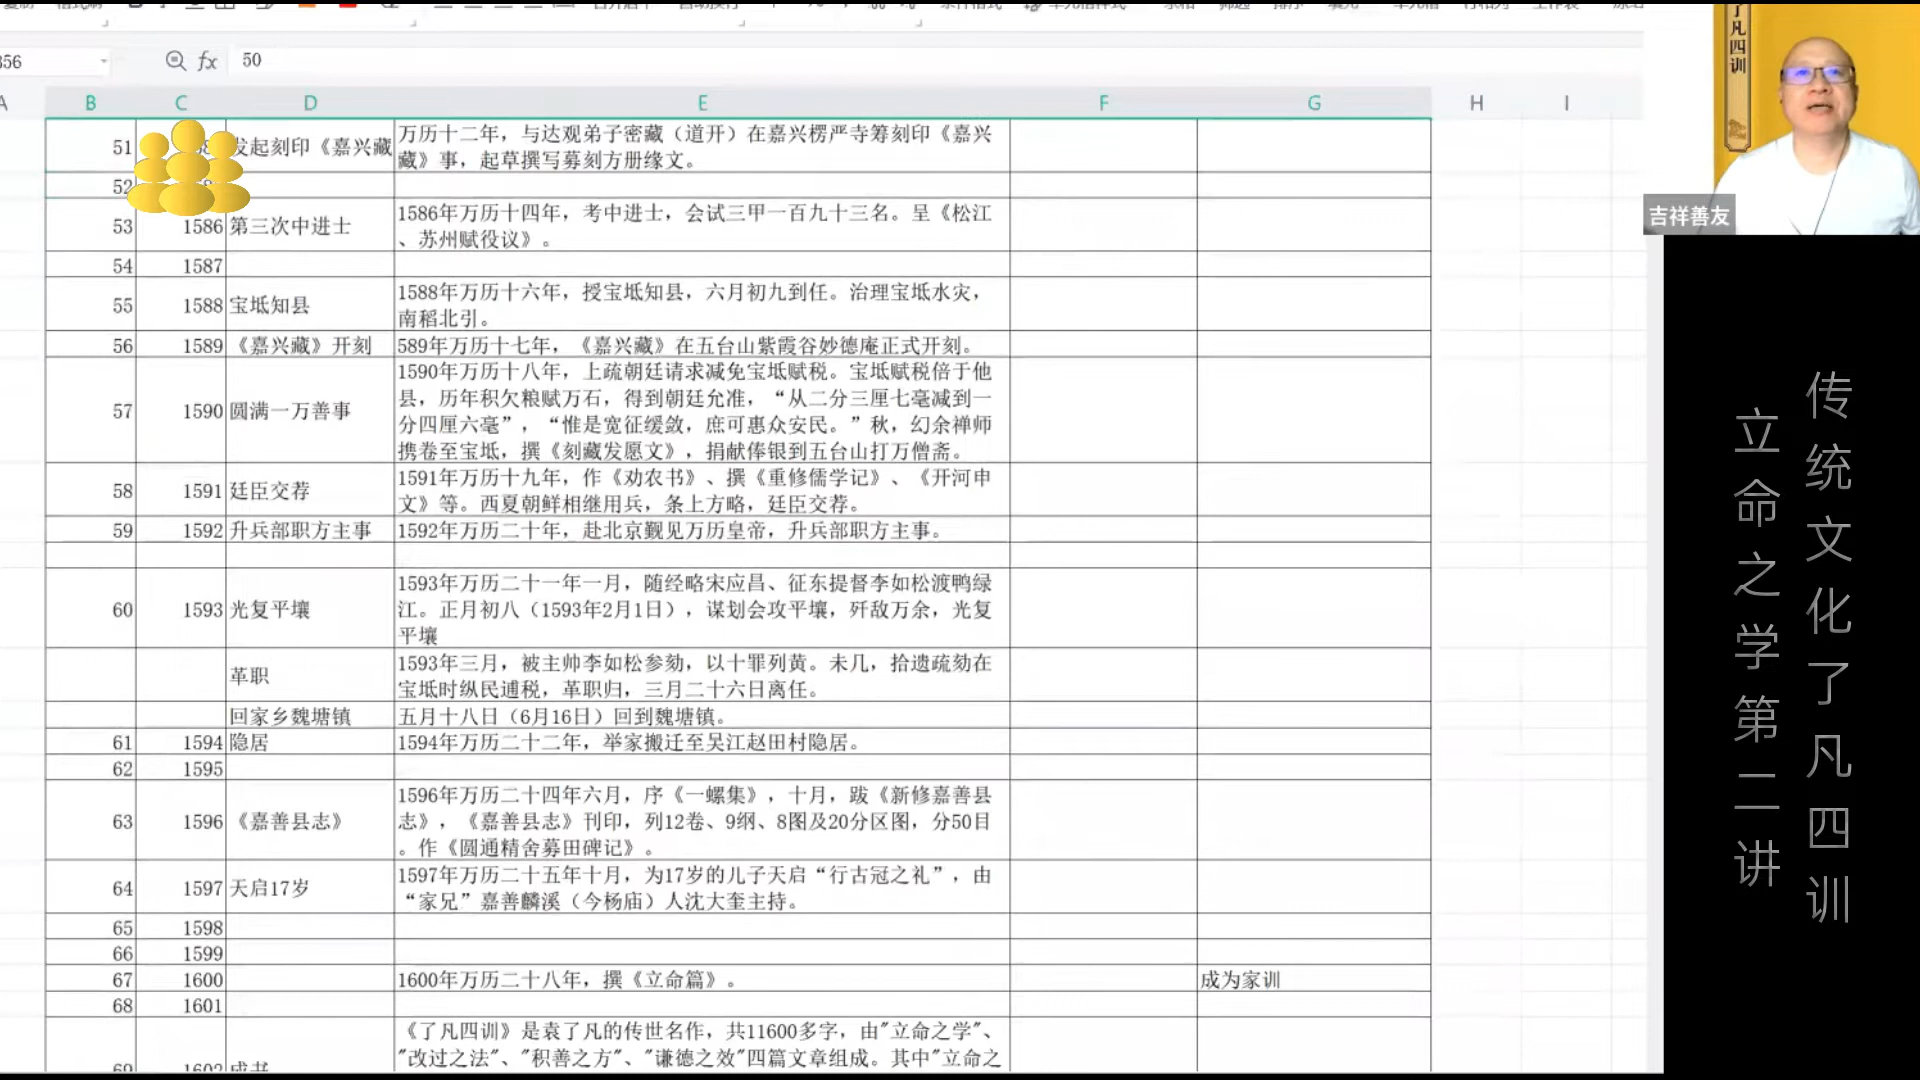 356
fx
50
A B C D E F G H I
51 发起刻印《嘉兴藏 万历十二年，与达观弟子密藏（道开）在嘉兴楞严寺筹刻印《嘉兴
藏》事，起草撰写募刻方册缘文。
52
53 1586 第三次中进士 1586年万历十四年，考中进士，会试三甲一百九十三名。呈《松江
、苏州赋役议》。
54 1587
55 1588 宝坻知县 1588年万历十六年，授宝坻知县，六月初九到任。治理宝坻水灾，
南稻北引。
56 1589 《嘉兴藏》开刻 589年万历十七年，《嘉兴藏》在五台山紫霞谷妙德庵正式开刻。
57 1590 圆满一万善事 1590年万历十八年，上疏朝廷请求减免宝坻赋税。宝坻赋税倍于他
县，历年积欠粮赋万石，得到朝廷允准，“从二分三厘七毫减到一
分四厘六毫”，“惟是宽征缓敛，庶可惠众安民。”秋，幻余禅师
携卷至宝坻，撰《刻藏发愿文》，捐献俸银到五台山打万僧斋。
58 1591 廷臣交荐 1591年万历十九年，作《劝农书》、撰《重修儒学记》、《开河申
文》等。西夏朝鲜相继用兵，条上方略，廷臣交荐。
59 1592 升兵部职方主事 1592年万历二十年，赴北京觐见万历皇帝，升兵部职方主事。
60 1593 光复平壤 1593年万历二十一年一月，随经略宋应昌、征东提督李如松渡鸭绿
江。正月初八（1593年2月1日），谋划会攻平壤，歼敌万余，光复
平壤
革职 1593年三月，被主帅李如松参劾，以十罪列黄。未几，拾遗疏劾在
宝坻时纵民逋税，革职归，三月二十六日离任。
回家乡魏塘镇 五月十八日（6月16日）回到魏塘镇。
61 1594 隐居 1594年万历二十二年，举家搬迁至吴江赵田村隐居。
62 1595
63 1596 《嘉善县志》 1596年万历二十四年六月，序《一螺集》，十月，跋《新修嘉善县
志》，《嘉善县志》刊印，列12卷、9纲、8图及20分区图，分50目
。作《圆通精舍募田碑记》。
64 1597 天启17岁 1597年万历二十五年十月，为17岁的儿子天启“行古冠之礼”，由
“家兄”嘉善麟溪（今杨庙）人沈大奎主持。
65 1598
66 1599
67 1600 1600年万历二十八年，撰《立命篇》。 成为家训
68 1601
《了凡四训》是袁了凡的传世名作，共11600多字，由"立命之学"、
69 1602 成书 "改过之法"、"积善之方"、"谦德之效"四篇文章组成。其中"立命之
了凡四训
吉祥善友
传统文化了凡四训
立命之学第二讲